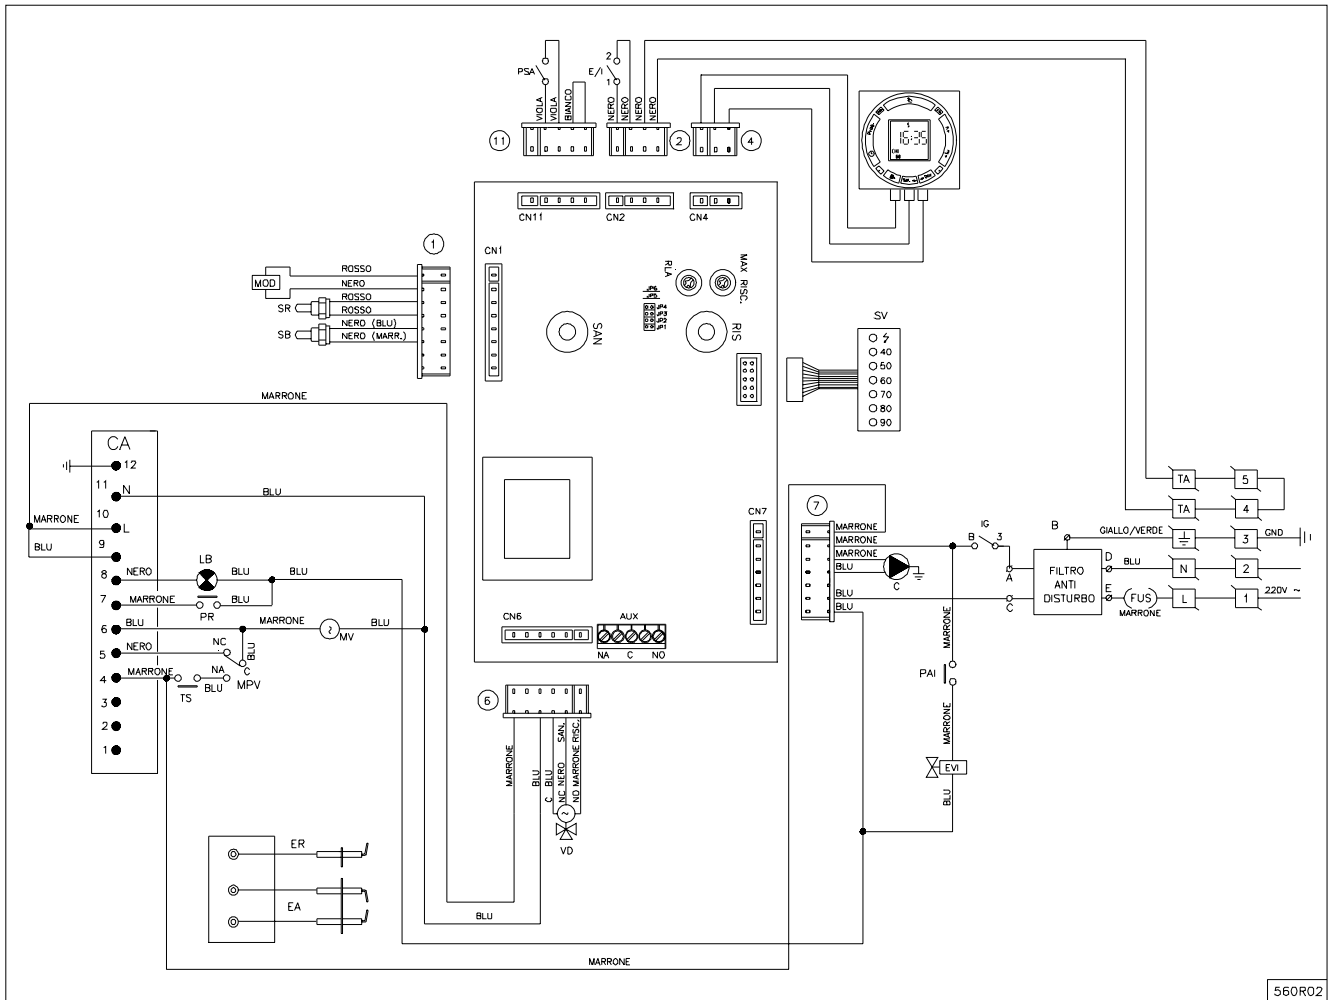 PSA
VIOLA
VIOLA
BIANCO
E/I
2
1
NERO
NERO
NERO
NERO
11
2
4
16:35
CN11
CN2
CN4
1
CN1
ROSSO
NERO
ROSSO
ROSSO
NERO (BLU)
NERO (MARR.)
MOD
SR
SB
RLA
MAX RISC.
JP6
JP5
JP4
JP3
JP2
JP1
SAN
RIS
SV
40
50
60
70
80
90
MARRONE
CA
12
11
N
BLU
10
L
MARRONE
9
BLU
8
NERO
LB
BLU
BLU
7
MARRONE
PR
BLU
6
BLU
MARRONE
MV
BLU
5
NERO
NC
BLU
C
4
MARRONE
TS
NA
BLU
MPV
3
2
1
CN7
CN6
AUX
NA
C
NO
7
MARRONE
MARRONE
MARRONE
BLU
BLU
BLU
C
IG
B
3
A
C
B
GIALLO/VERDE
FILTRO
ANTI
DISTURBO
D
BLU
E
FUS
MARRONE
TA
5
TA
4
3
GND
N
2
L
1
220V ~
MARRONE
PAI
MARRONE
EVI
BLU
6
MARRONE
BLU
C BLU
NC NERO SAN.
NO MARRONE RISC.
VD
ER
EA
BLU
MARRONE
560R02